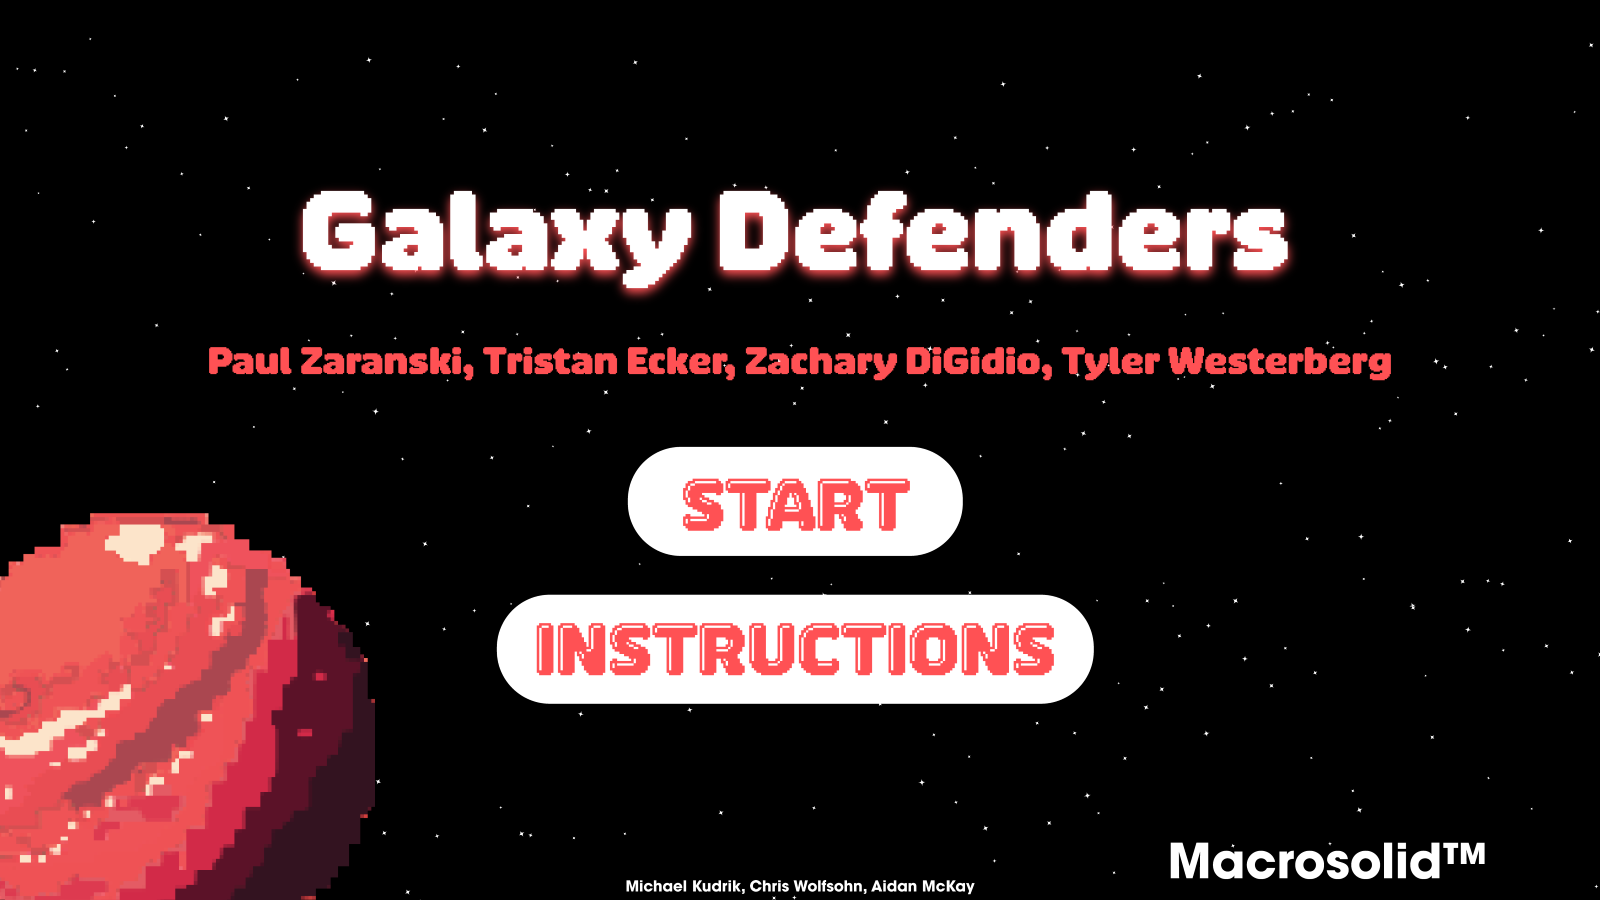 Galaxy Defenders
Paul Zaranski, Tristan Ecker, Zachary DiGidio, Tyler Westerberg
START
INSTRUCTIONS
Macrosolid™
Michael Kudrik, Chris Wolfsohn, Aidan McKay